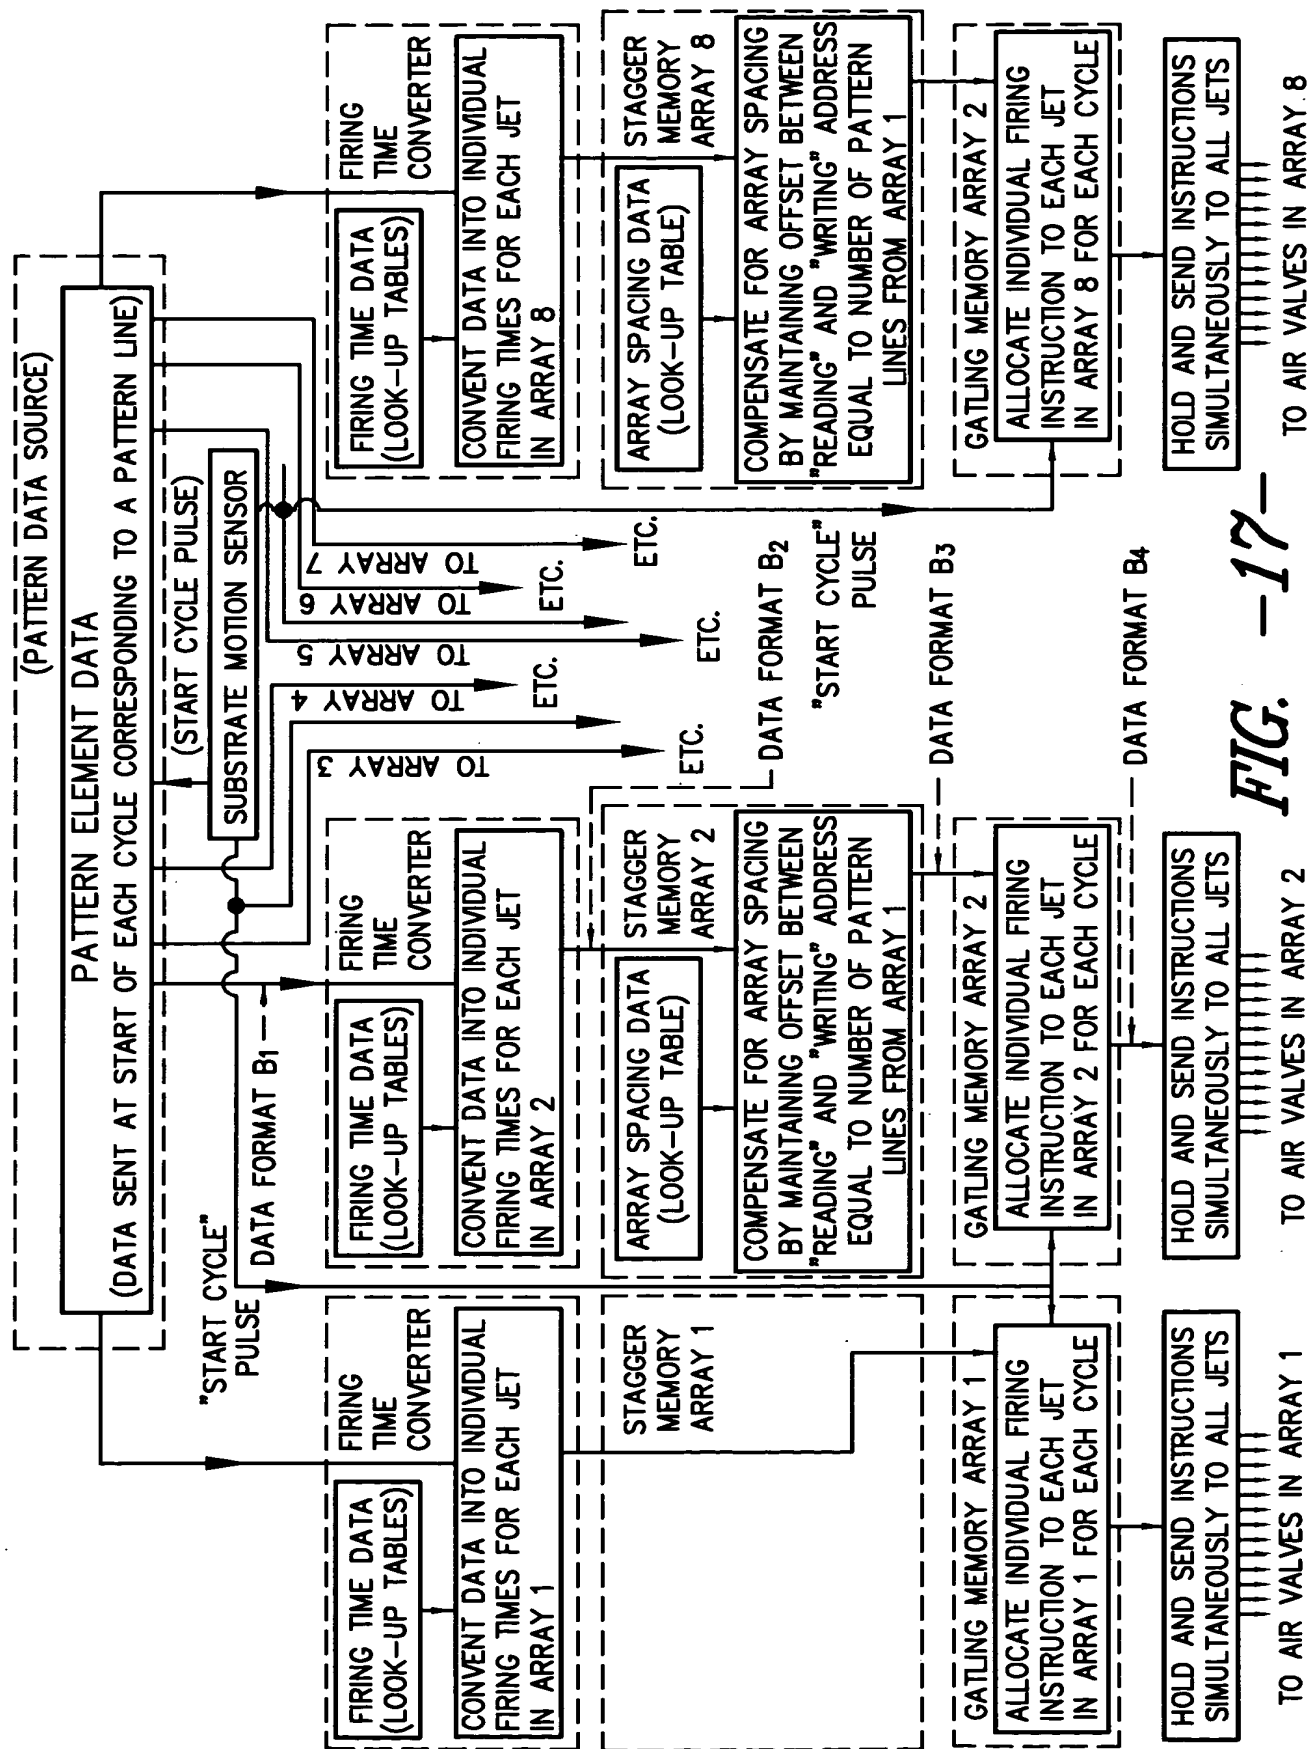 (PATTERN DATA SOURCE)
PATTERN ELEMENT DATA
(DATA SENT AT START OF EACH CYCLE CORRESPONDING TO A PATTERN LINE)
(START CYCLE PULSE)
SUBSTRATE MOTION SENSOR
"START CYCLE"
PULSE
DATA FORMAT B1
TO ARRAY 3
ETC.
TO ARRAY 4
ETC.
TO ARRAY 5
ETC.
TO ARRAY 6
ETC.
TO ARRAY 7
ETC.
FIRING TIME DATA
(LOOK-UP TABLES)
FIRING
TIME
CONVERTER
CONVENT DATA INTO INDIVIDUAL
FIRING TIMES FOR EACH JET
IN ARRAY 1
STAGGER
MEMORY
ARRAY 1
GATLING MEMORY ARRAY 1
ALLOCATE INDIVIDUAL FIRING
INSTRUCTION TO EACH JET
IN ARRAY 1 FOR EACH CYCLE
HOLD AND SEND INSTRUCTIONS
SIMULTANEOUSLY TO ALL JETS
TO AIR VALVES IN ARRAY 1
FIRING TIME DATA
(LOOK-UP TABLES)
FIRING
TIME
CONVERTER
CONVENT DATA INTO INDIVIDUAL
FIRING TIMES FOR EACH JET
IN ARRAY 2
DATA FORMAT B2
ARRAY SPACING DATA
(LOOK-UP TABLE)
STAGGER
MEMORY
ARRAY 2
COMPENSATE FOR ARRAY SPACING
BY MAINTAINING OFFSET BETWEEN
"READING" AND "WRITING" ADDRESS
EQUAL TO NUMBER OF PATTERN
LINES FROM ARRAY 1
DATA FORMAT B3
GATLING MEMORY ARRAY 2
ALLOCATE INDIVIDUAL FIRING
INSTRUCTION TO EACH JET
IN ARRAY 2 FOR EACH CYCLE
DATA FORMAT B4
HOLD AND SEND INSTRUCTIONS
SIMULTANEOUSLY TO ALL JETS
TO AIR VALVES IN ARRAY 2
FIRING TIME DATA
(LOOK-UP TABLES)
FIRING
TIME
CONVERTER
CONVENT DATA INTO INDIVIDUAL
FIRING TIMES FOR EACH JET
IN ARRAY 8
ARRAY SPACING DATA
(LOOK-UP TABLE)
STAGGER
MEMORY
ARRAY 8
COMPENSATE FOR ARRAY SPACING
BY MAINTAINING OFFSET BETWEEN
"READING" AND "WRITING" ADDRESS
EQUAL TO NUMBER OF PATTERN
LINES FROM ARRAY 1
"START CYCLE"
PULSE
GATLING MEMORY ARRAY 2
ALLOCATE INDIVIDUAL FIRING
INSTRUCTION TO EACH JET
IN ARRAY 8 FOR EACH CYCLE
HOLD AND SEND INSTRUCTIONS
SIMULTANEOUSLY TO ALL JETS
TO AIR VALVES IN ARRAY 8
FIG. -17-